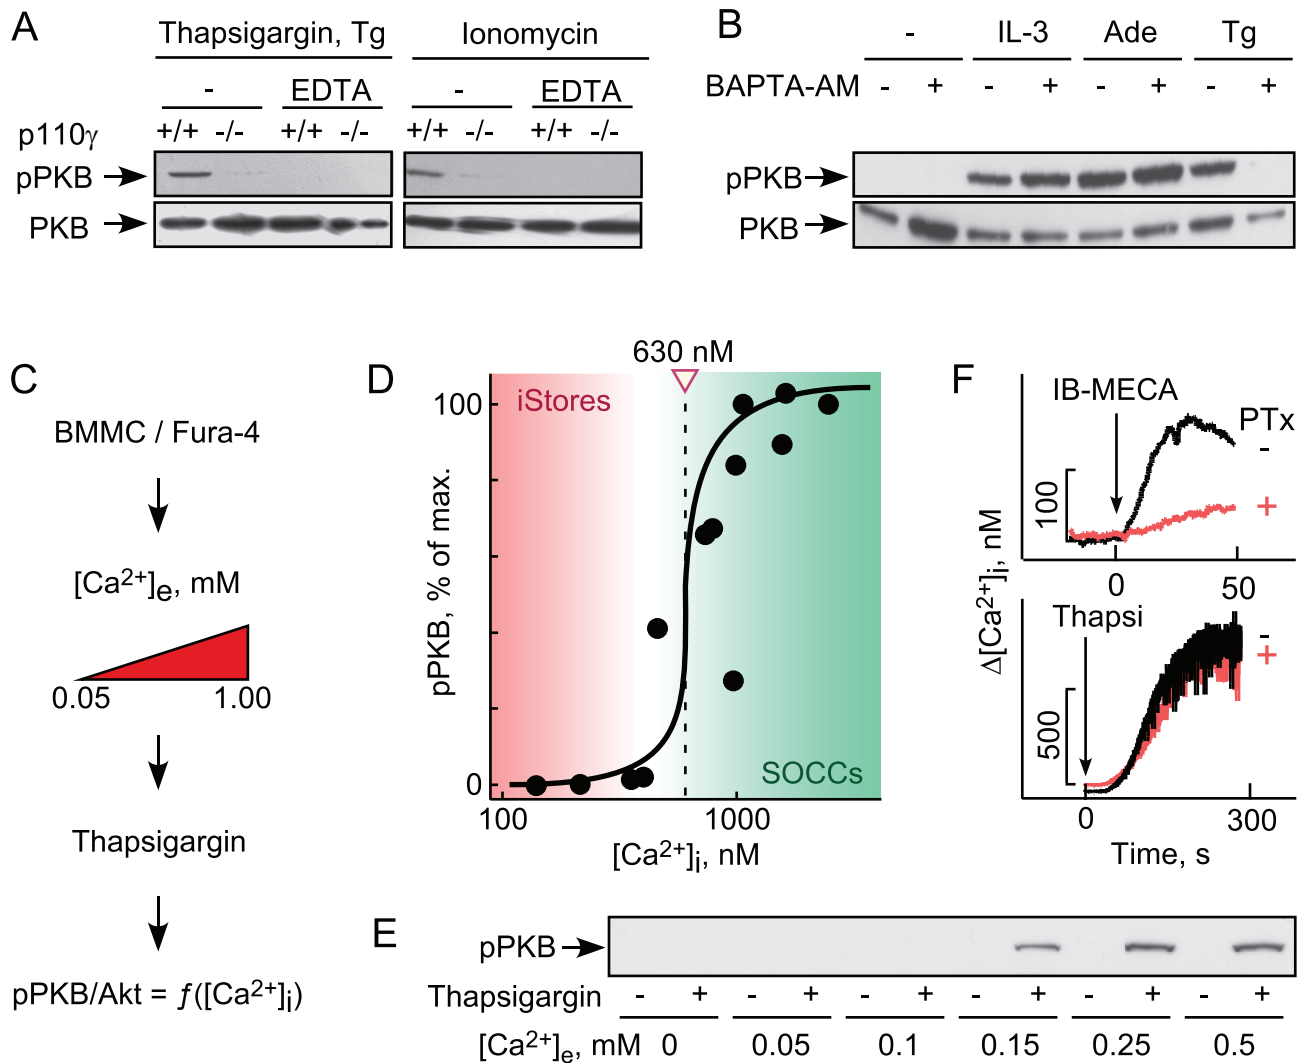 A
Thapsigargin, Tg
Ionomycin
-
EDTA
-
EDTA
p110γ
+/+ -/- +/+ -/- +/+ -/- +/+ -/-
pPKB
PKB
B
- IL-3 Ade Tg
BAPTA-AM - + - + - + - +
pPKB
PKB
C
BMMC / Fura-4
[Ca2+]e, mM
0.05 1.00
Thapsigargin
pPKB/Akt = ƒ([Ca2+]i)
D
630 nM
iStores
SOCCs
pPKB, % of max.
100
0
100 1000
[Ca2+]i, nM
F
IB-MECA
PTx
-
+
100
0 50
Δ[Ca2+]i, nM
Thapsi
-
+
500
0 300
Time, s
E
pPKB
Thapsigargin - + - + - + - + - + - +
[Ca2+]e, mM 0 0.05 0.1 0.15 0.25 0.5